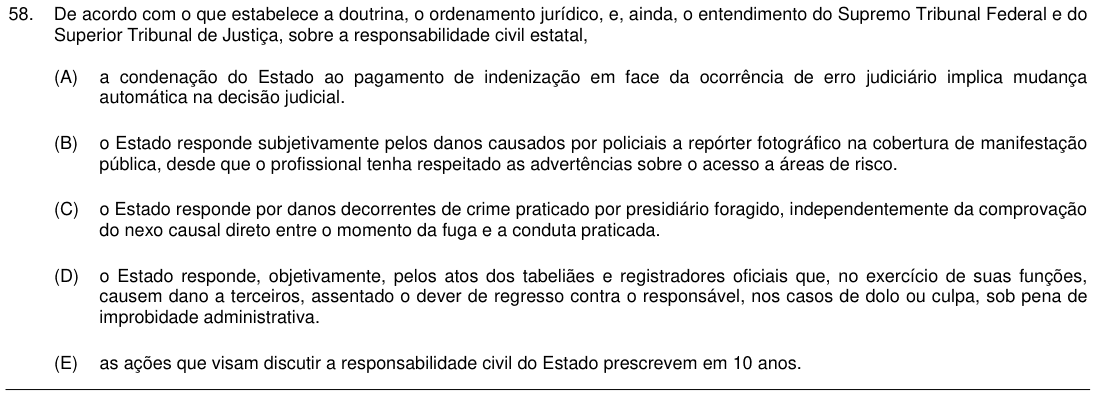 58. De acordo com o que estabelece a doutrina, o ordenamento jurídico, e, ainda, o entendimento do Supremo Tribunal Federal e do
Superior Tribunal de Justiça, sobre a responsabilidade civil estatal,
(A) a condenação do Estado ao pagamento de indenização em face da ocorrência de erro judiciário implica mudança
automática na decisão judicial.
(B) o Estado responde subjetivamente pelos danos causados por policiais a repórter fotográfico na cobertura de manifestação
pública, desde que o profissional tenha respeitado as advertências sobre o acesso a áreas de risco.
(C) o Estado responde por danos decorrentes de crime praticado por presidiário foragido, independentemente da comprovação
do nexo causal direto entre o momento da fuga e a conduta praticada.
(D) o Estado responde, objetivamente, pelos atos dos tabeliães e registradores oficiais que, no exercício de suas funções,
causem dano a terceiros, assentado o dever de regresso contra o responsável, nos casos de dolo ou culpa, sob pena de
improbidade administrativa.
(E) as ações que visam discutir a responsabilidade civil do Estado prescrevem em 10 anos.